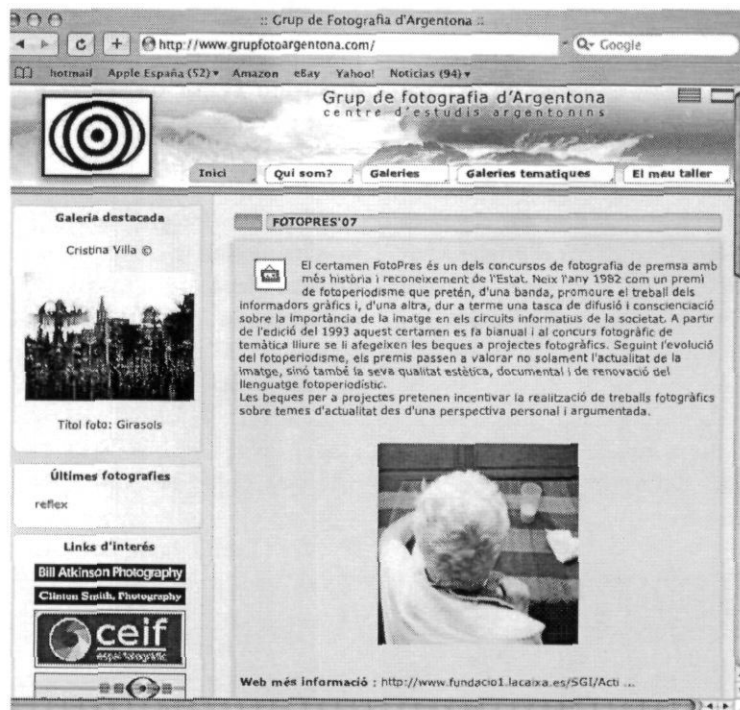 :: Grup de Fotografia d'Argentona ::
http://www.grupfotoargentona.com/
Google
hotmail Apple España (52) Amazon eBay Yahoo! Noticias (94)
Grup de fotografia d'Argentona
centre d'estudis argentonins
Inici Qui som? Galeries Galeries tematiques El meu taller
Galeria destacada
Cristina Villa ©
Títol foto: Girasols
Últimes fotografies
reflex
Links d'interés
Bill Atkinson Photography
Clinton Smith, Photography
ceif
espai fotogràfic
FOTOPRES'07
El certamen FotoPres és un dels concursos de fotografia de premsa amb
més història i reconeixement de l'Estat. Neix l'any 1982 com un premi
de fotoperiodisme que pretén, d'una banda, promoure el treball dels
informadors gràfics i, d'una altra, dur a terme una tasca de difusió i conscienciació
sobre la importància de la imatge en els circuits informatius de la societat. A partir
de l'edició del 1993 aquest certamen es fa bianual i al concurs fotogràfic de
temàtica lliure se li afegeixen les beques a projectes fotogràfics. Seguint l'evolució
del fotoperiodisme, els premis passen a valorar no solament l'actualitat de la
imatge, sinó també la seva qualitat estètica, documental i de renovació del
llenguatge fotoperiodístic.
Les beques per a projectes pretenen incentivar la realització de treballs fotogràfics
sobre temes d'actualitat des d'una perspectiva personal i argumentada.
Web més informació : http://www.fundacio1.lacaixa.es/SGI/Acti ...